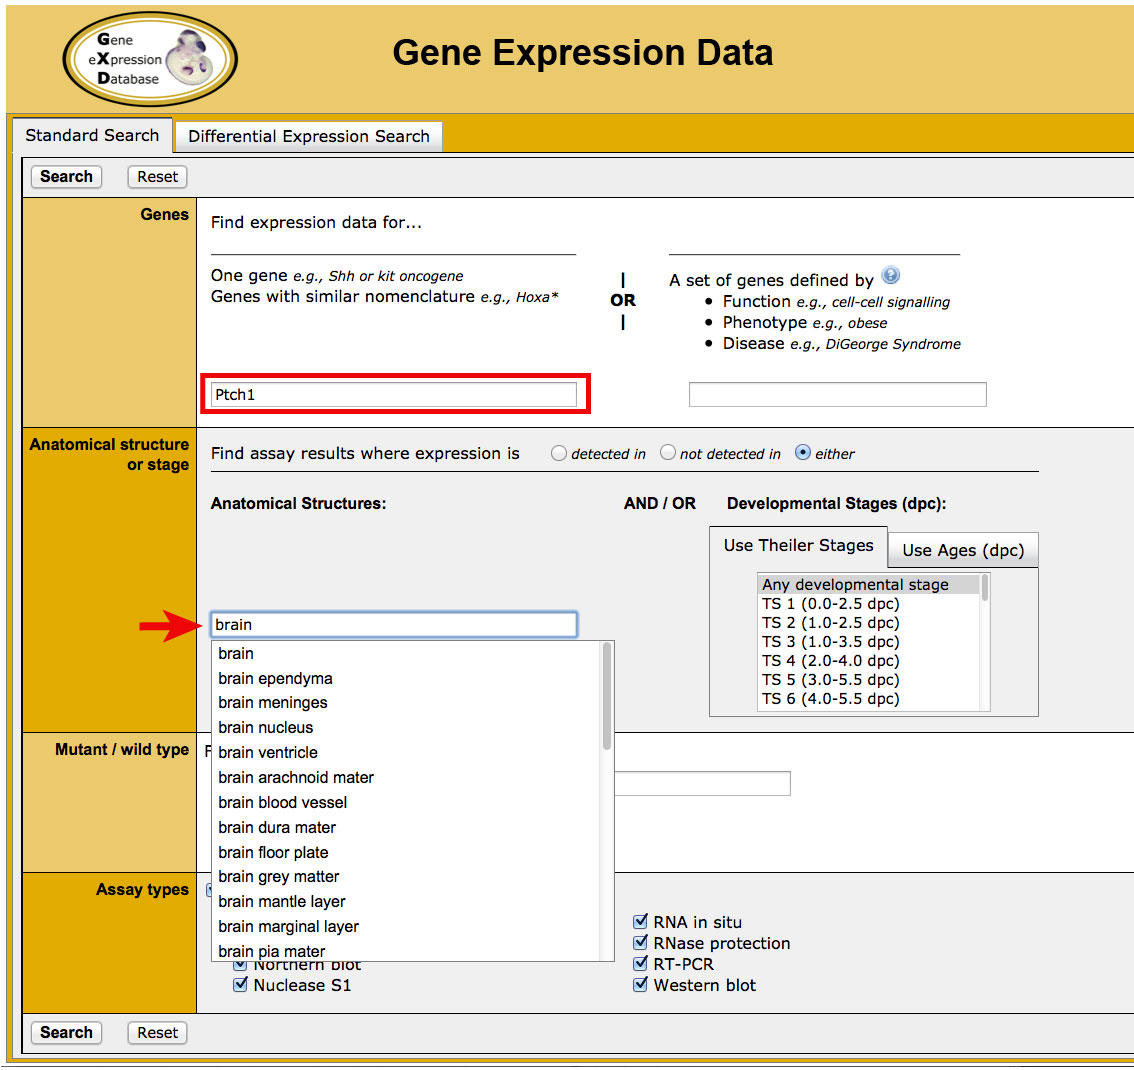 Gene
eXpression
Database
Gene Expression Data
Standard Search
Differential Expression Search
Search
Reset
Genes
Find expression data for...
One gene e.g., Shh or kit oncogene
Genes with similar nomenclature e.g., Hoxa*
|
OR
|
A set of genes defined by ?
• Function e.g., cell-cell signalling
• Phenotype e.g., obese
• Disease e.g., DiGeorge Syndrome
Ptch1
Anatomical structure
or stage
Find assay results where expression is detected in not detected in either
Anatomical Structures:
AND / OR
Developmental Stages (dpc):
Use Theiler Stages
Use Ages (dpc)
Any developmental stage
TS 1 (0.0-2.5 dpc)
TS 2 (1.0-2.5 dpc)
TS 3 (1.0-3.5 dpc)
TS 4 (2.0-4.0 dpc)
TS 5 (3.0-5.5 dpc)
TS 6 (4.0-5.5 dpc)
brain
brain
brain ependyma
brain meninges
brain nucleus
brain ventricle
brain arachnoid mater
brain blood vessel
brain dura mater
brain floor plate
brain grey matter
brain mantle layer
brain marginal layer
brain pia mater
Mutant / wild type
Assay types
Northern blot
Nuclease S1
RNA in situ
RNase protection
RT-PCR
Western blot
Search
Reset